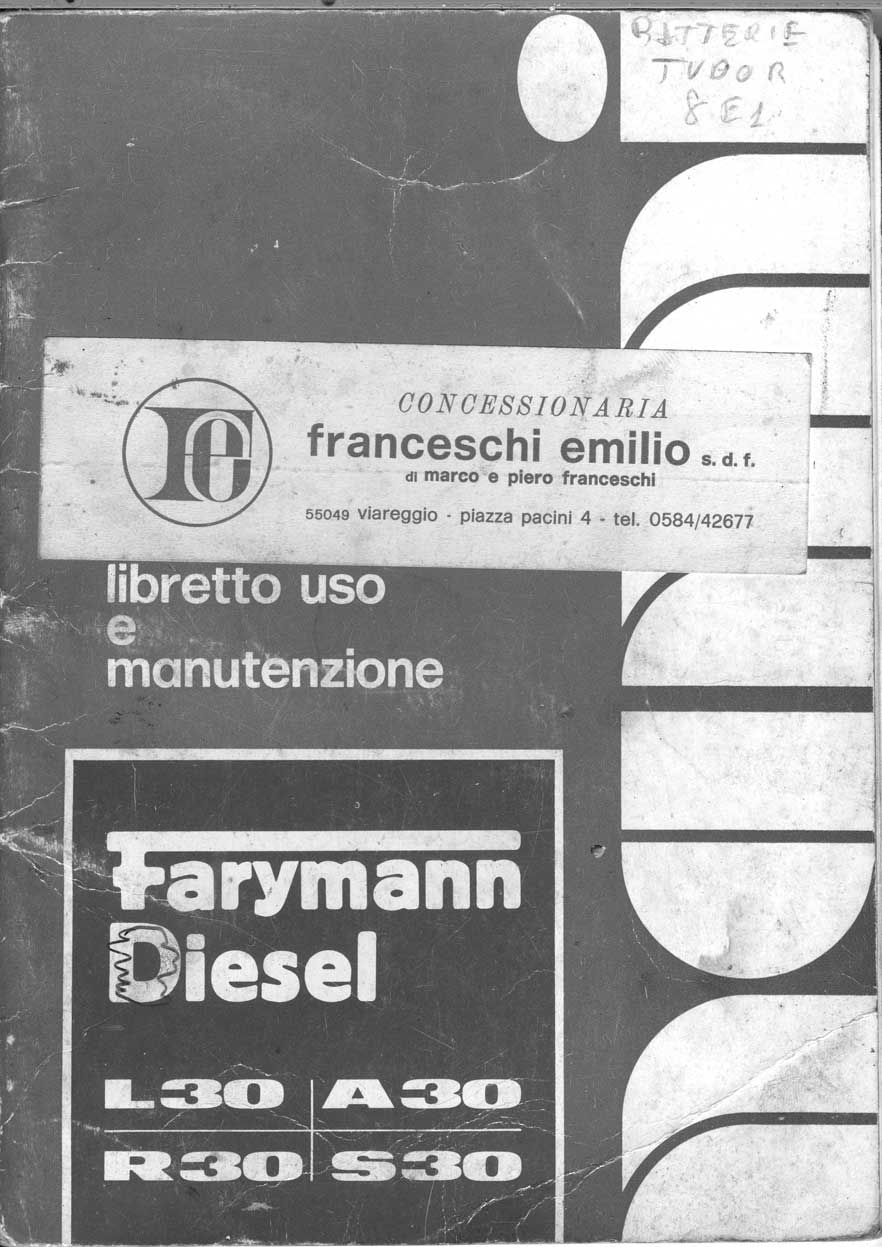 BATTERIE
TUDOR
8E1
CONCESSIONARIA
franceschi emilio s.d.f.
di marco e piero franceschi
55049 viareggio - piazza pacini 4 - tel. 0584/42677
libretto uso
e
manutenzione
Farymann
Diesel
L30 A30
R30 S30